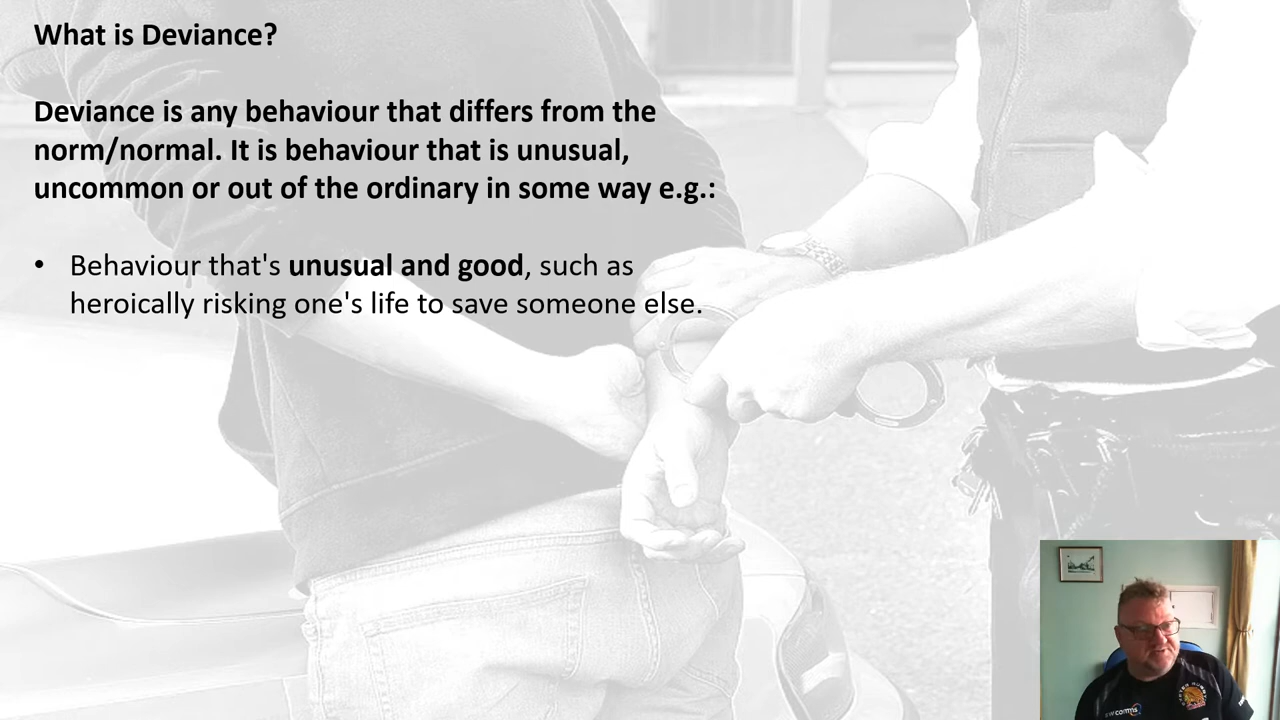 What is Deviance?
Deviance is any behaviour that differs from the
norm/normal. It is behaviour that is unusual,
uncommon or out of the ordinary in some way e.g.:
• Behaviour that's unusual and good, such as
heroically risking one's life to save someone else.